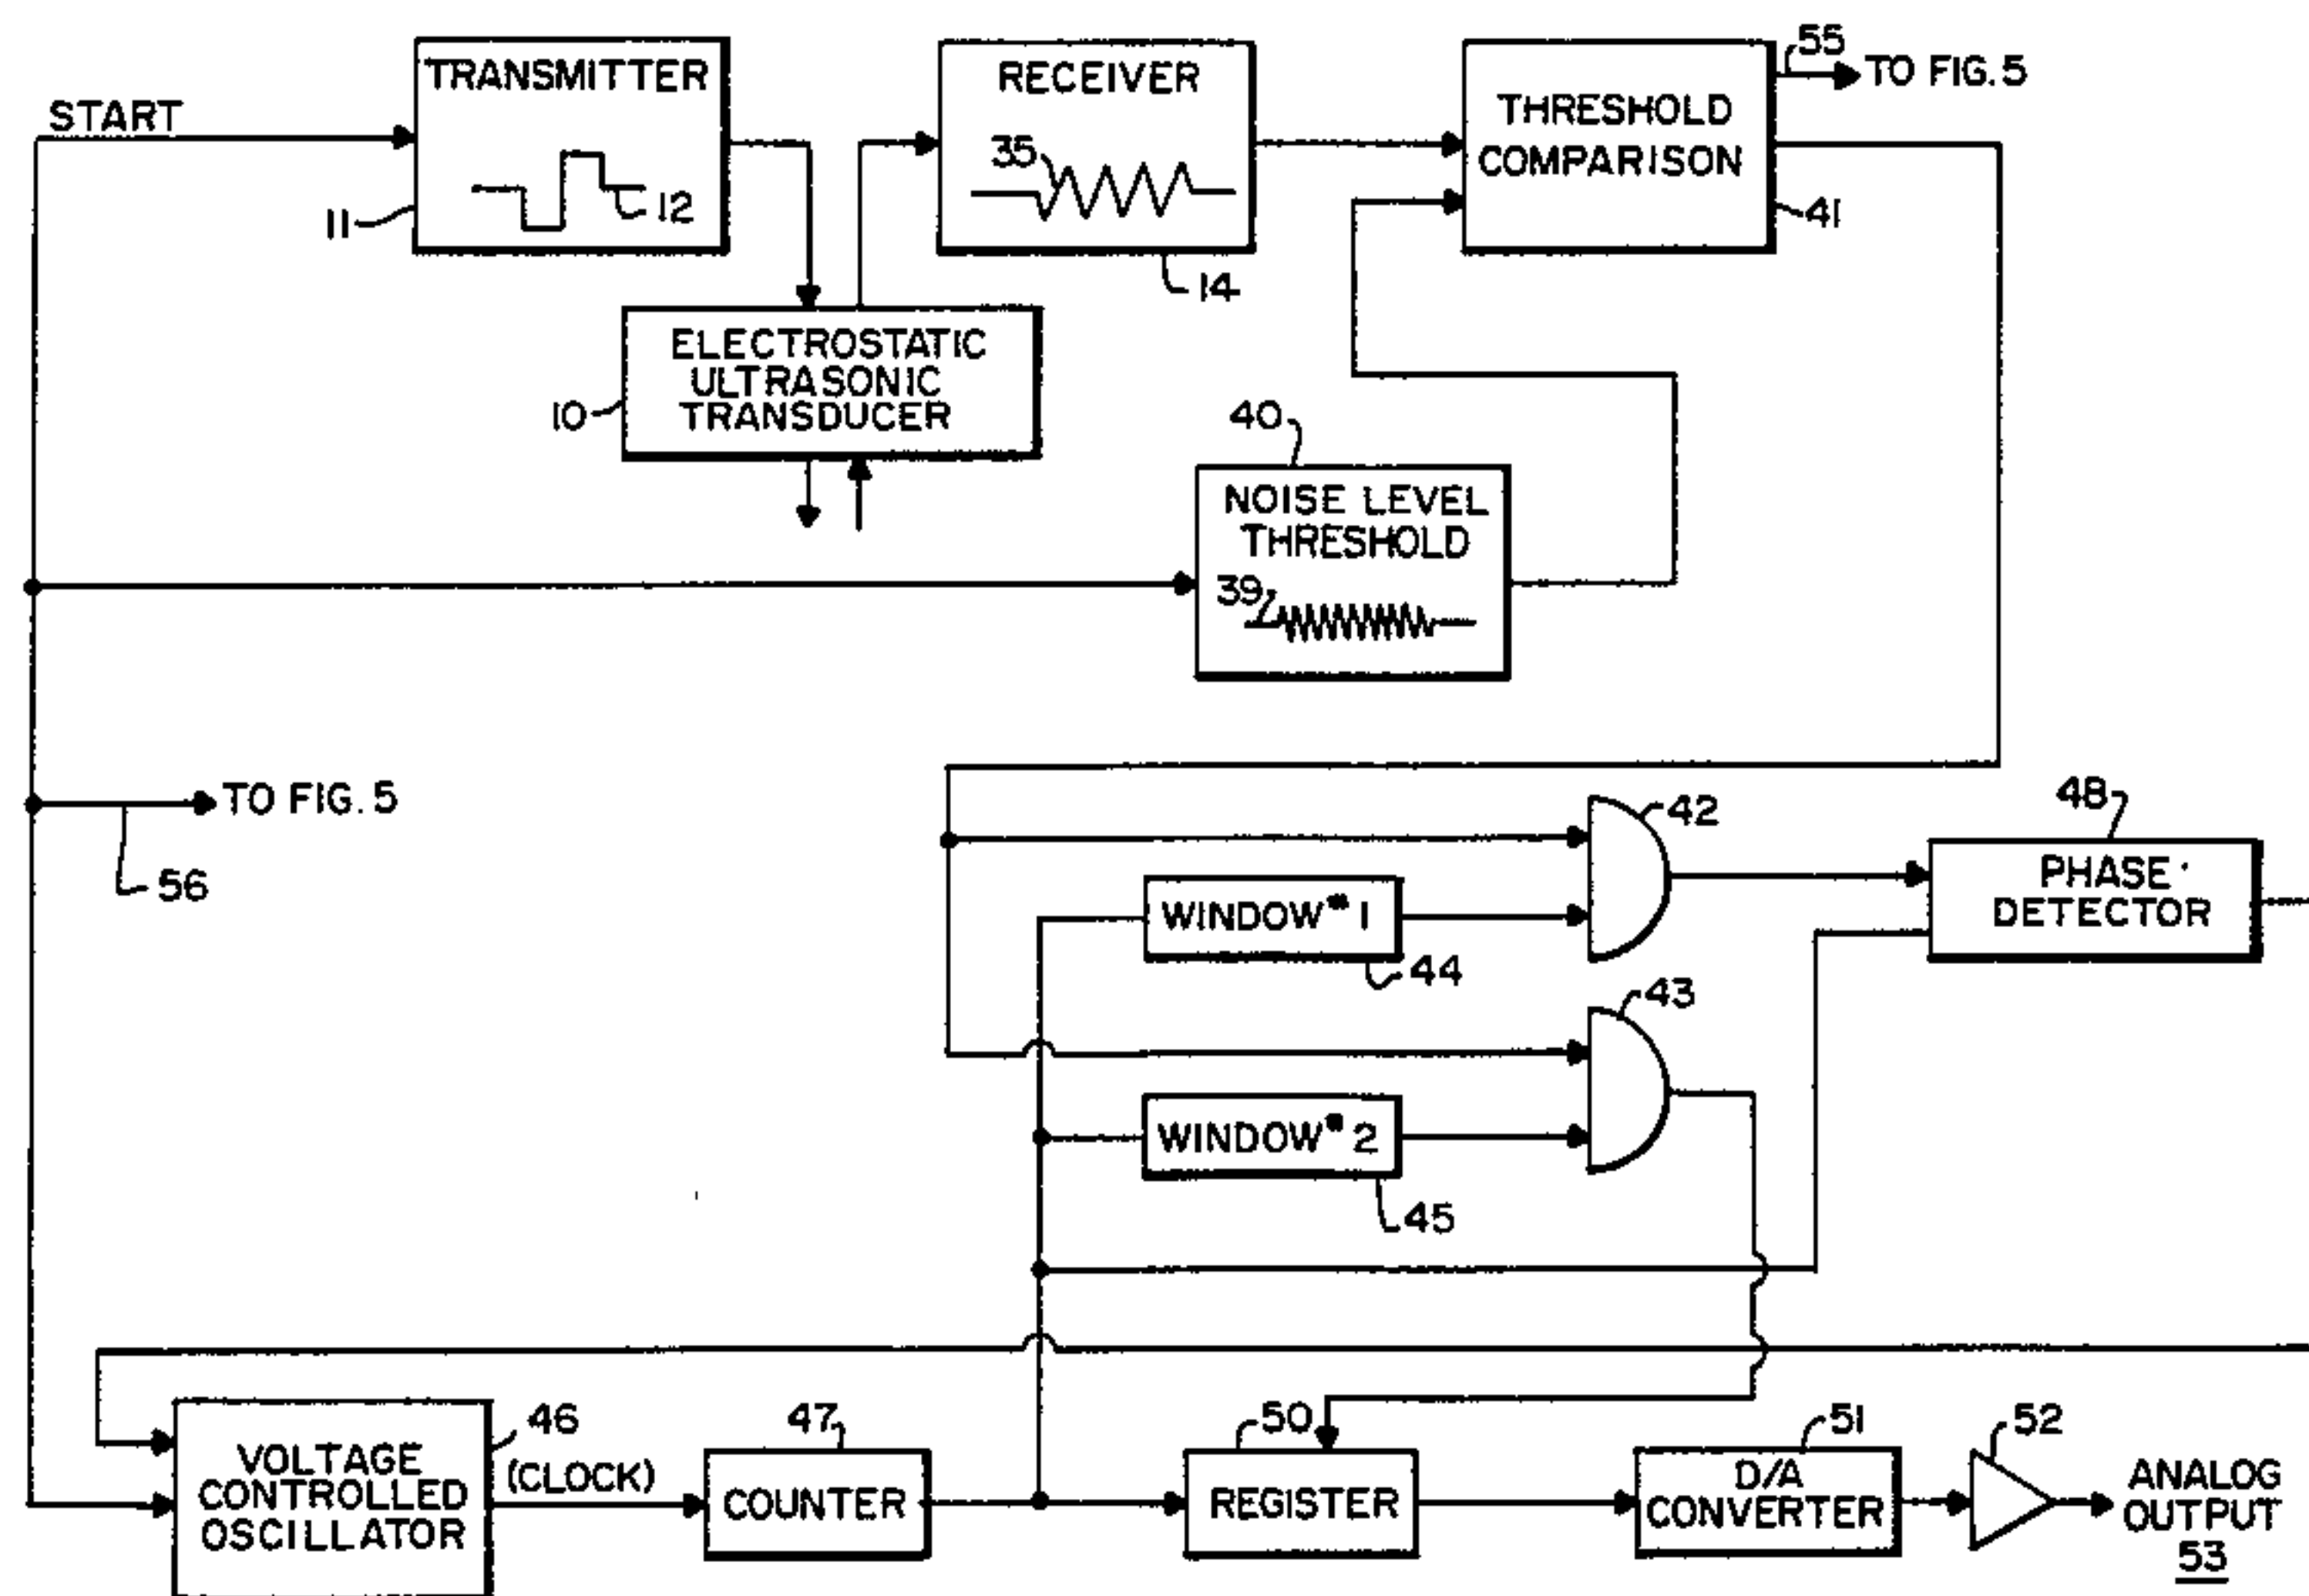 START
TRANSMITTER
12
11
RECEIVER
35
14
THRESHOLD
COMPARISON
41
55
TO FIG. 5
ELECTROSTATIC
ULTRASONIC
TRANSDUCER
10
40
NOISE LEVEL
THRESHOLD
39
TO FIG. 5
56
42
WINDOW #1
44
48
PHASE
DETECTOR
43
WINDOW #2
45
VOLTAGE
CONTROLLED
OSCILLATOR
46
(CLOCK)
47
COUNTER
50
REGISTER
51
D/A
CONVERTER
52
ANALOG
OUTPUT
53